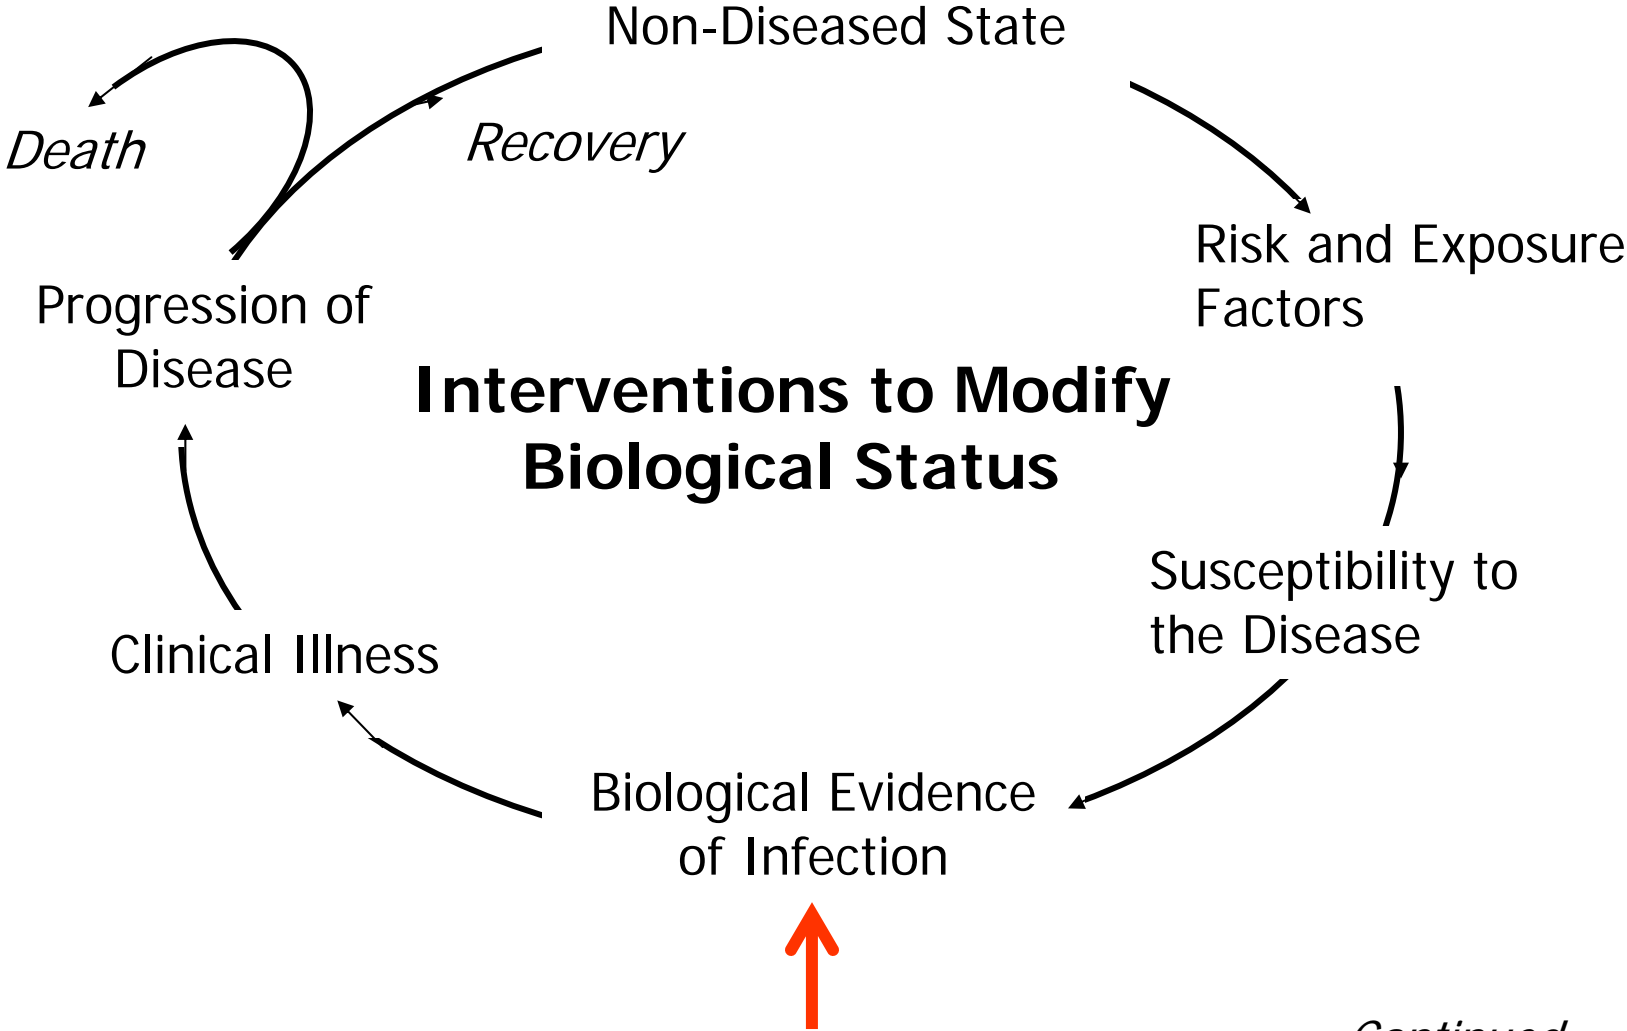 Non-Diseased State
Death
Recovery
Risk and Exposure
Factors
Progression of
Disease
Interventions to Modify
Biological Status
Susceptibility to
the Disease
Clinical Illness
Biological Evidence
of Infection
Continued